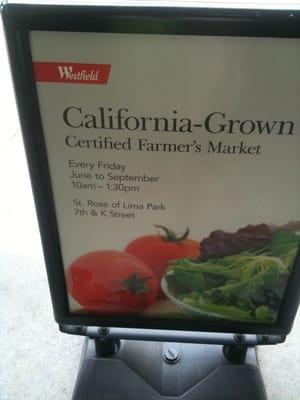 Westfield
California-Grown
Certified Farmer's Market
Every Friday
June to September
10am – 1:30pm
St. Rose of Lima Park
7th & K Street